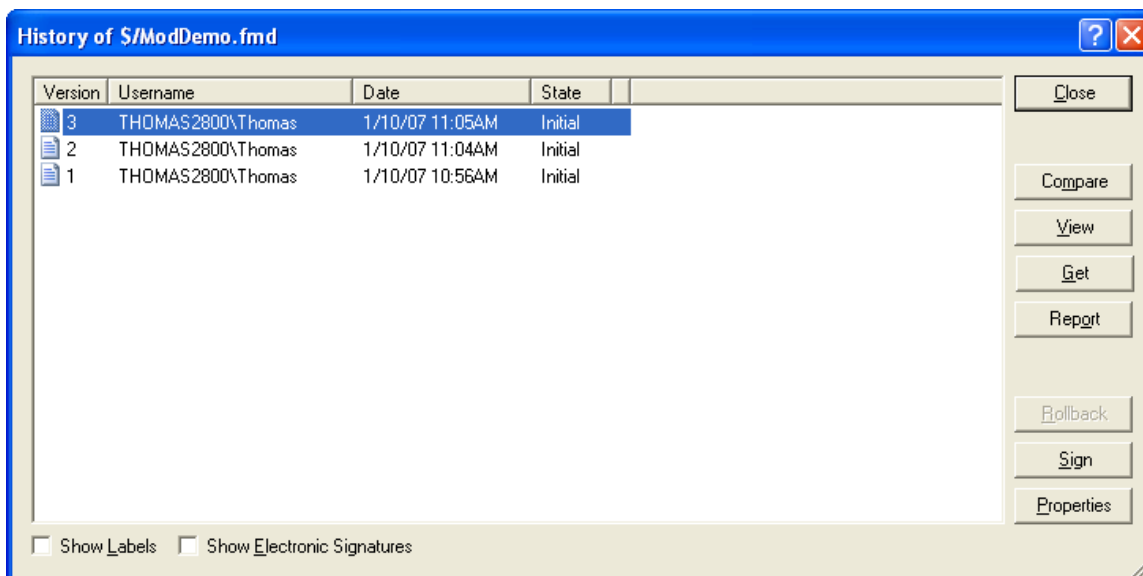 History of $/ModDemo.fmd
Version Username Date State
3 THOMAS2800\Thomas 1/10/07 11:05AM Initial
2 THOMAS2800\Thomas 1/10/07 11:04AM Initial
1 THOMAS2800\Thomas 1/10/07 10:56AM Initial
Close
Compare
View
Get
Report
Rollback
Sign
Properties
Show Labels Show Electronic Signatures